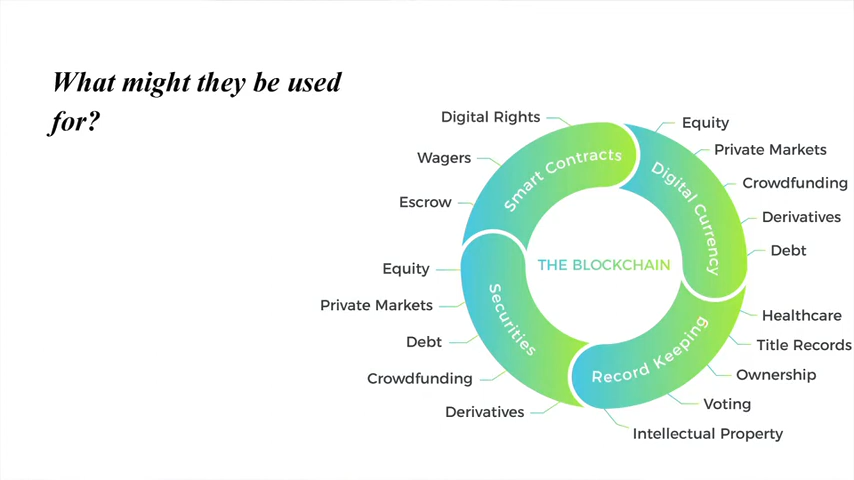 What might they be used
for?
Digital Rights
Wagers
Escrow
Smart Contracts
Equity
Private Markets
Crowdfunding
Derivatives
Debt
Digital Currency
THE BLOCKCHAIN
Equity
Private Markets
Debt
Crowdfunding
Derivatives
Securities
Healthcare
Title Records
Ownership
Voting
Intellectual Property
Record Keeping